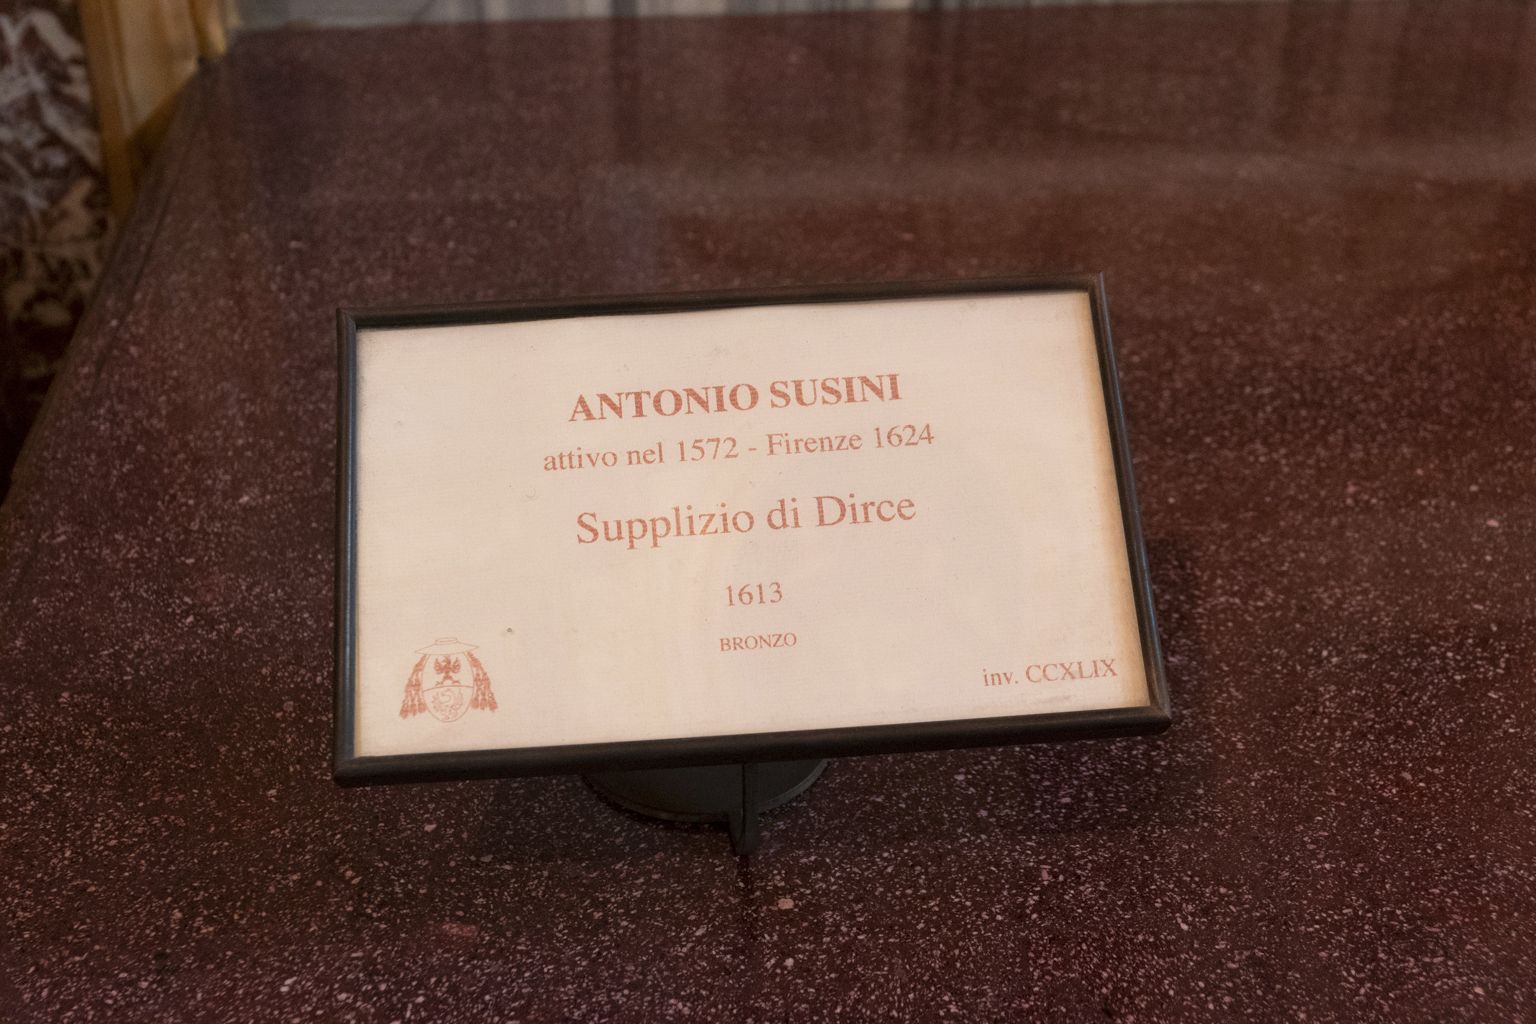 ANTONIO SUSINI
attivo nel 1572 - Firenze 1624
Supplizio di Dirce
1613
BRONZO
inv. CCXLIX